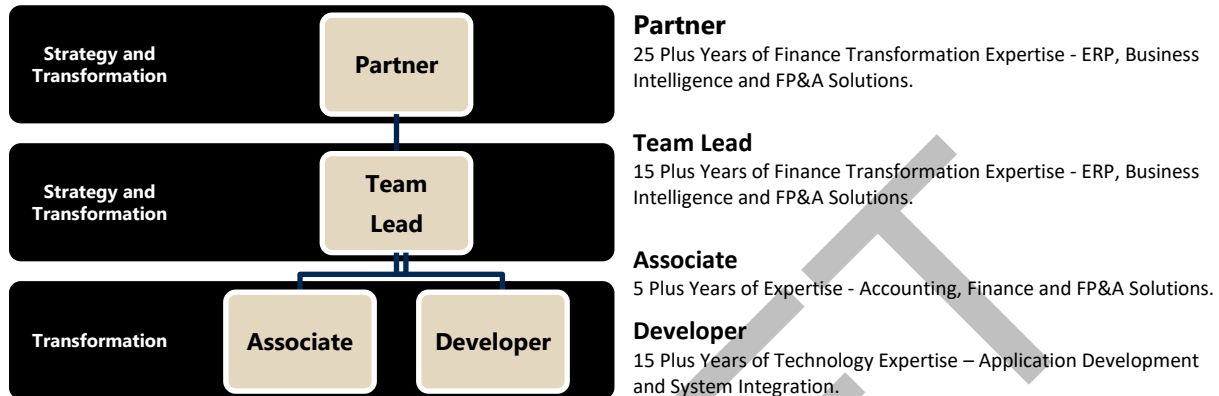 Strategy and
Transformation
Partner
Strategy and
Transformation
Team
Lead
Transformation
Associate
Developer
Partner
25 Plus Years of Finance Transformation Expertise - ERP, Business
Intelligence and FP&A Solutions.
Team Lead
15 Plus Years of Finance Transformation Expertise - ERP, Business
Intelligence and FP&A Solutions.
Associate
5 Plus Years of Expertise - Accounting, Finance and FP&A Solutions.
Developer
15 Plus Years of Technology Expertise – Application Development
and System Integration.